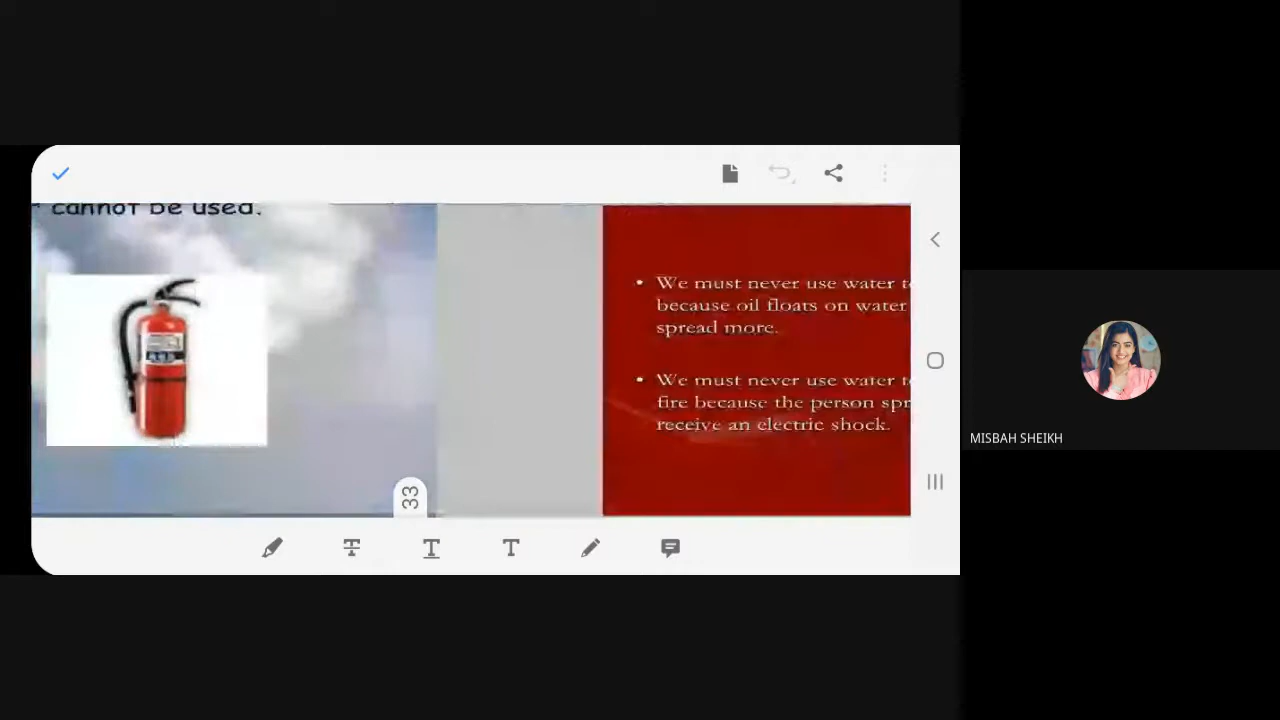 cannot be used.
We must never use water t
because oil floats on water
spread more.
We must never use water t
fire because the person spr
receive an electric shock.
33
MISBAH SHEIKH